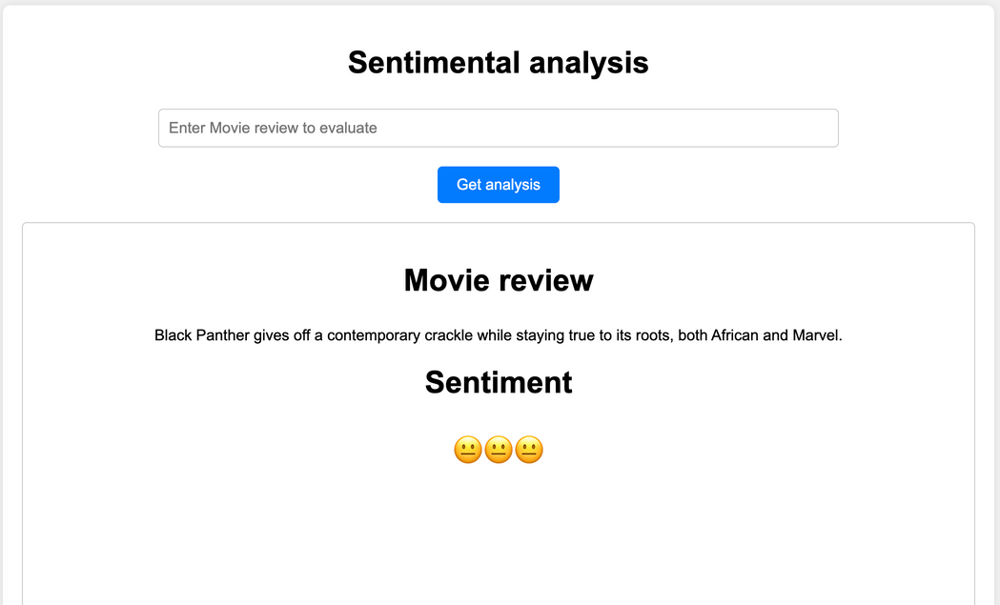 Sentimental analysis
Enter Movie review to evaluate
Get analysis
Movie review
Black Panther gives off a contemporary crackle while staying true to its roots, both African and Marvel.
Sentiment
😐😐😐